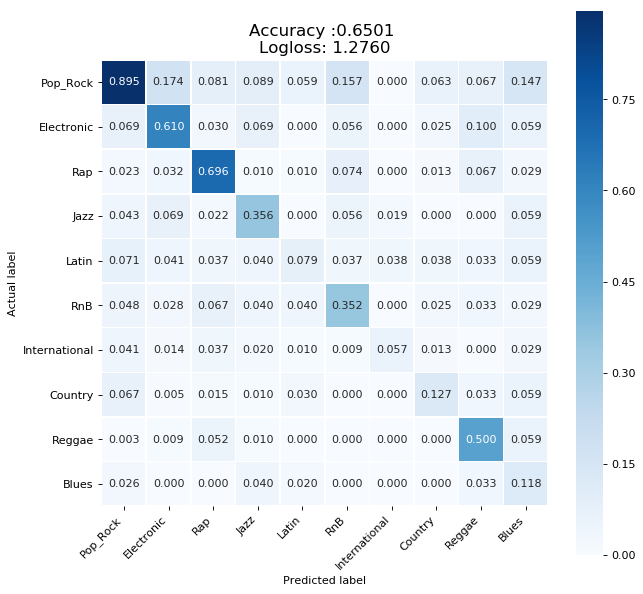 Accuracy :0.6501
Logloss: 1.2760
Pop_Rock 0.895 0.174 0.081 0.089 0.059 0.157 0.000 0.063 0.067 0.147
Electronic 0.069 0.610 0.030 0.069 0.000 0.056 0.000 0.025 0.100 0.059
Rap 0.023 0.032 0.696 0.010 0.010 0.074 0.000 0.013 0.067 0.029
Jazz 0.043 0.069 0.022 0.356 0.000 0.056 0.019 0.000 0.000 0.059
Latin 0.071 0.041 0.037 0.040 0.079 0.037 0.038 0.038 0.033 0.059
RnB 0.048 0.028 0.067 0.040 0.040 0.352 0.000 0.025 0.033 0.029
International 0.041 0.014 0.037 0.020 0.010 0.009 0.057 0.013 0.000 0.029
Country 0.067 0.005 0.015 0.010 0.030 0.000 0.000 0.127 0.033 0.059
Reggae 0.003 0.009 0.052 0.010 0.000 0.000 0.000 0.000 0.500 0.059
Blues 0.026 0.000 0.000 0.040 0.020 0.000 0.000 0.000 0.033 0.118
Actual label
Pop_Rock Electronic Rap Jazz Latin RnB International Country Reggae Blues
Predicted label
0.75
0.60
0.45
0.30
0.15
0.00